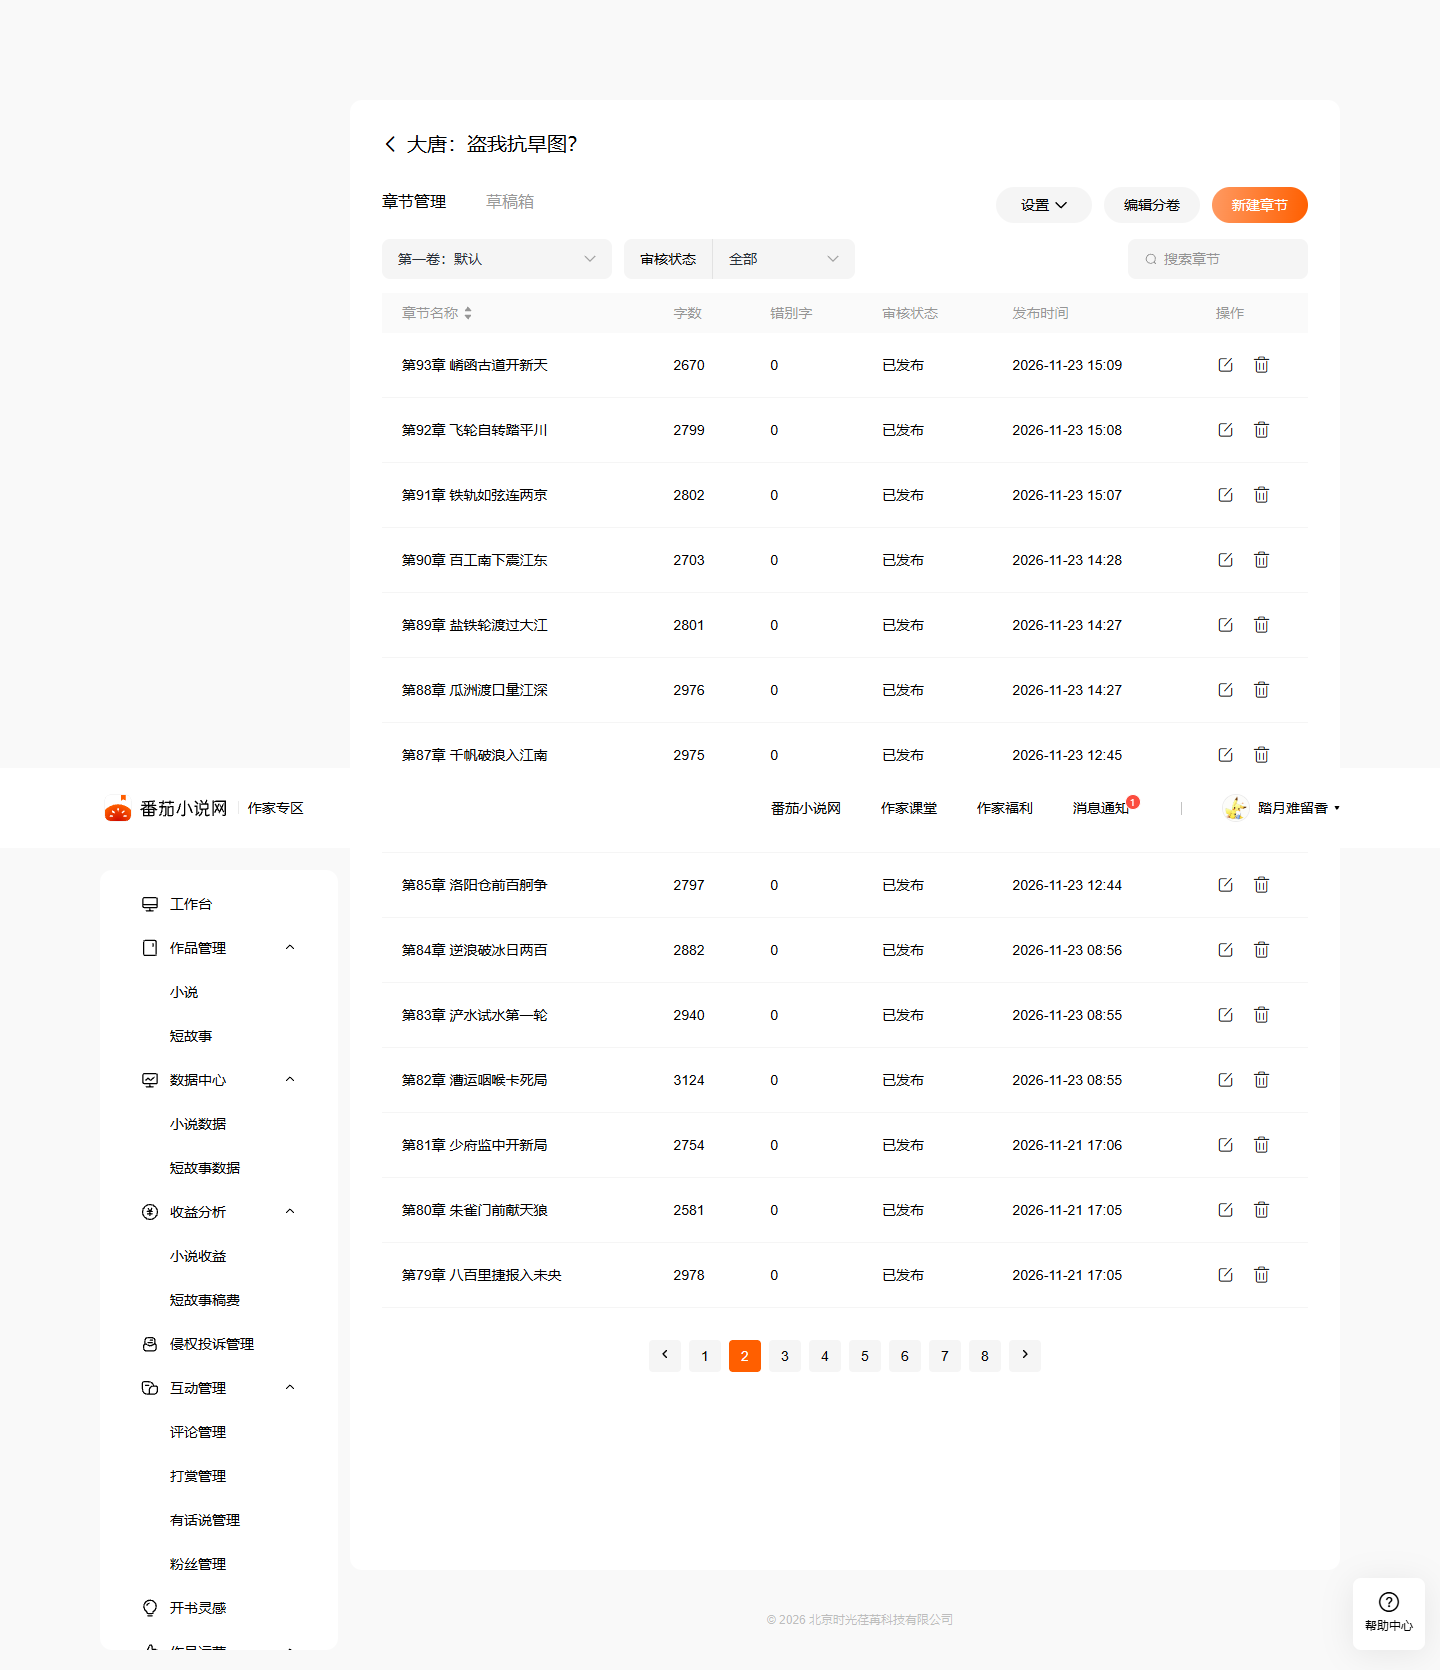 大唐：盗我抗旱图？
章节管理 草稿箱 设置 编辑分卷 新建章节
第一卷：默认 审核状态 全部 搜索章节
章节名称 字数 错别字 审核状态 发布时间 操作
第93章 崤函古道开新天 2670 0 已发布 2026-11-23 15:09
第92章 飞轮自转踏平川 2799 0 已发布 2026-11-23 15:08
第91章 铁轨如弦连两京 2802 0 已发布 2026-11-23 15:07
第90章 百工南下震江东 2703 0 已发布 2026-11-23 14:28
第89章 盐铁轮渡过大江 2801 0 已发布 2026-11-23 14:27
第88章 瓜洲渡口量江深 2976 0 已发布 2026-11-23 14:27
第87章 千帆破浪入江南 2975 0 已发布 2026-11-23 12:45
番茄小说网 作家专区 番茄小说网 作家课堂 作家福利 消息通知 1 踏月难留香
第85章 洛阳仓前百舸争 2797 0 已发布 2026-11-23 12:44
第84章 逆浪破冰日两百 2882 0 已发布 2026-11-23 08:56
第83章 浐水试水第一轮 2940 0 已发布 2026-11-23 08:55
第82章 漕运咽喉卡死局 3124 0 已发布 2026-11-23 08:55
第81章 少府监中开新局 2754 0 已发布 2026-11-21 17:06
第80章 朱雀门前献天狼 2581 0 已发布 2026-11-21 17:05
第79章 八百里捷报入未央 2978 0 已发布 2026-11-21 17:05
1 2 3 4 5 6 7 8
工作台
作品管理
小说
短故事
数据中心
小说数据
短故事数据
收益分析
小说收益
短故事稿费
侵权投诉管理
互动管理
评论管理
打赏管理
有话说管理
粉丝管理
开书灵感
© 2026 北京时光荏苒科技有限公司
帮助中心